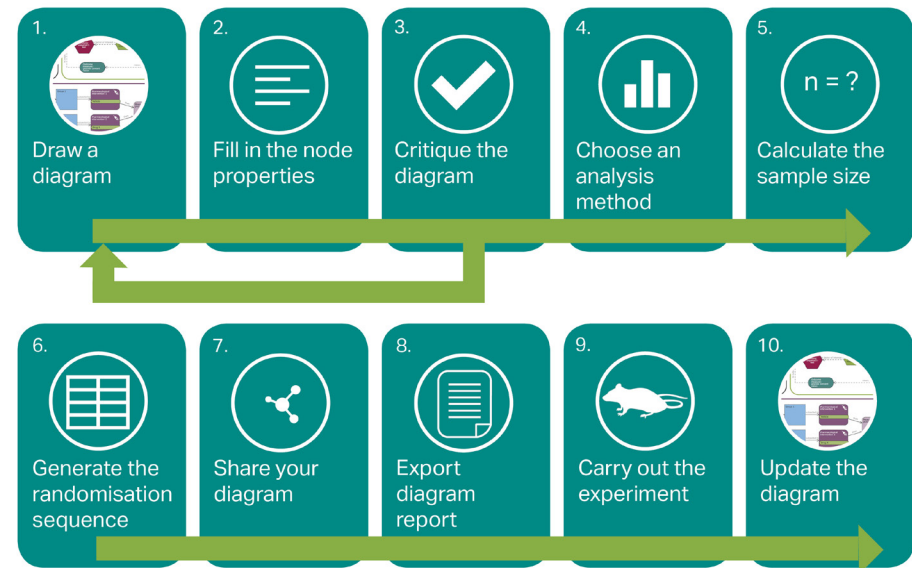 1.
Draw a
diagram
2.
Fill in the node
properties
3.
Critique the
diagram
4.
Choose an
analysis
method
5.
n = ?
Calculate the
sample size
6.
Generate the
randomisation
sequence
7.
Share your
diagram
8.
Export
diagram
report
9.
Carry out the
experiment
10.
Update the
diagram